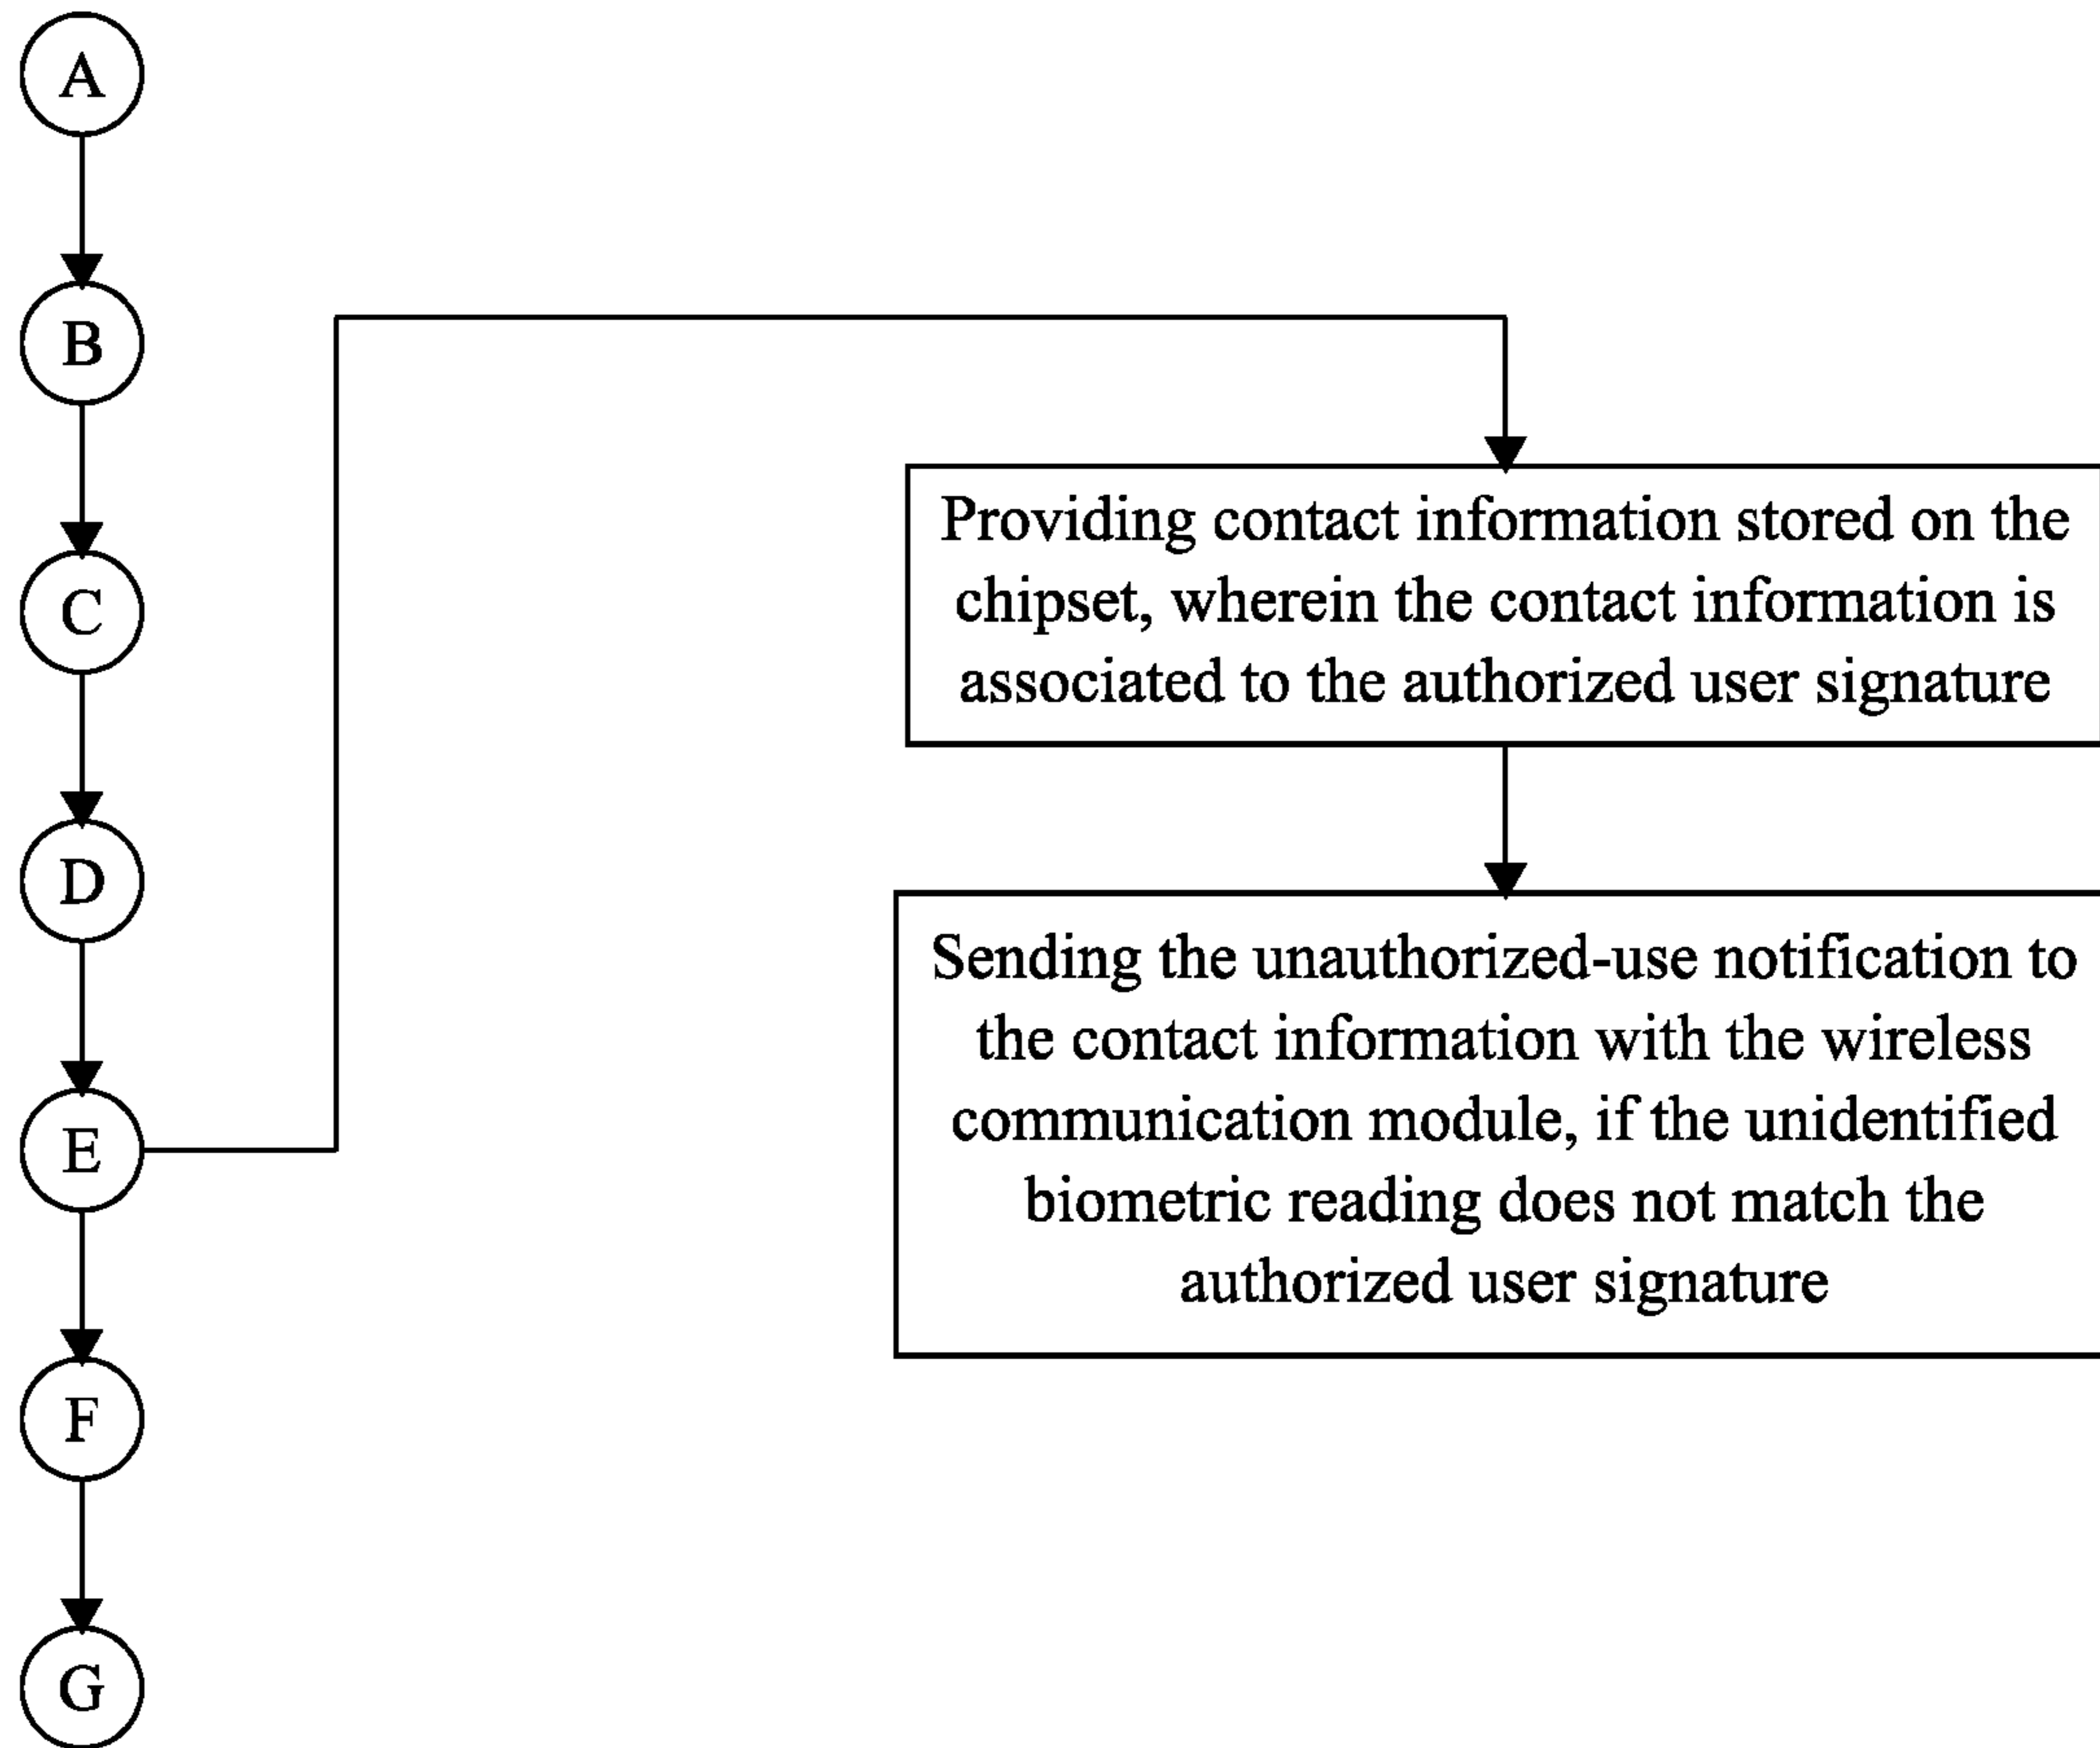 A
B
C
D
E
F
G
Providing contact information stored on the
chipset, wherein the contact information is
associated to the authorized user signature
Sending the unauthorized-use notification to
the contact information with the wireless
communication module, if the unidentified
biometric reading does not match the
authorized user signature